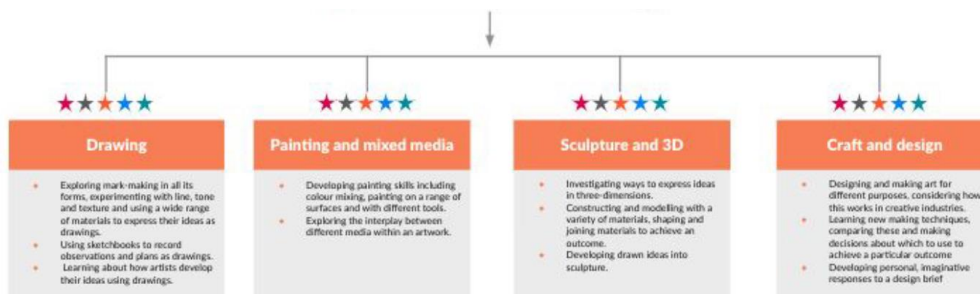 Drawing
Exploring mark-making in all its
forms, experimenting with line, tone
and texture and using a wide range
of materials to express their ideas as
drawings.
Using sketchbooks to record
observations and plans as drawings.
Learning about how artists develop
their ideas using drawings.
Painting and mixed media
Developing painting skills including
colour mixing, painting on a range of
surfaces and with different tools.
Exploring the interplay between
different media within an artwork.
Sculpture and 3D
Investigating ways to express ideas
in three-dimensions.
Constructing and modelling with a
variety of materials, shaping and
joining materials to achieve an
outcome.
Developing drawn ideas into
sculpture.
Craft and design
Designing and making art for
different purposes, considering how
this works in creative industries.
Learning new making techniques,
comparing these and making
decisions about which to use to
achieve a particular outcome
Developing personal, imaginative
responses to a design brief